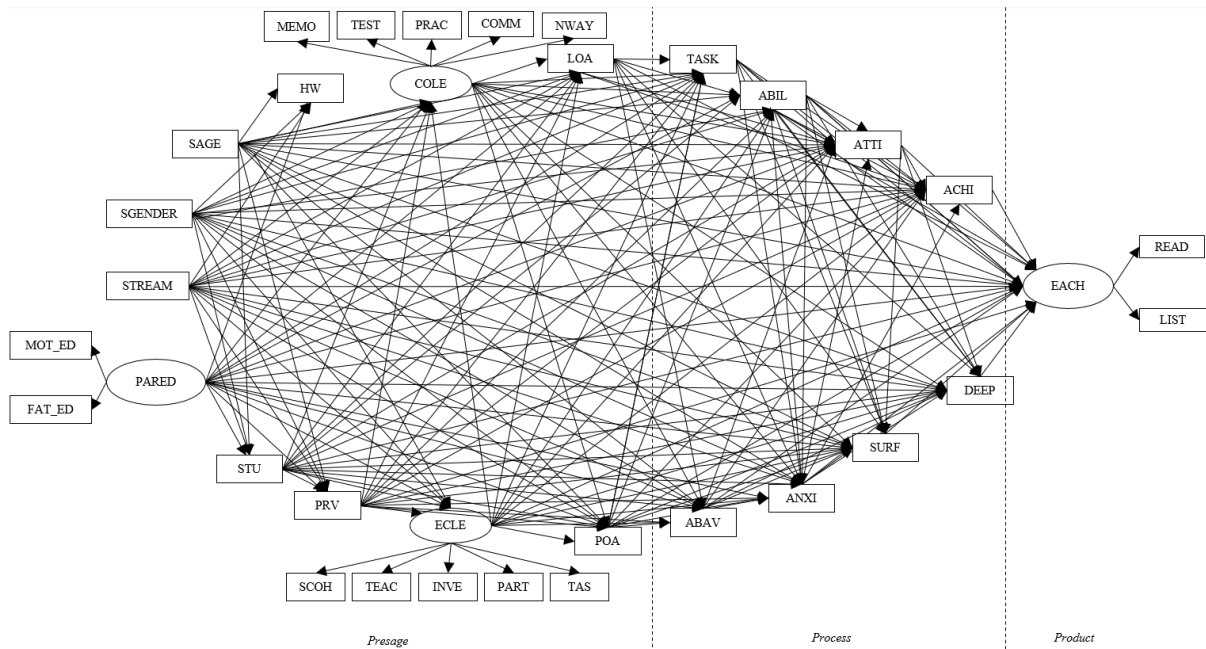 MEMO
TEST
PRAC
COMM
NWAY
LOA
TASK
HW
COLE
ABIL
SAGE
ATTI
ACHI
SGENDER
READ
STREAM
EACH
LIST
MOT_ED
PARED
FAT_ED
DEEP
SURF
STU
PRV
ECLE
ANXI
ABAV
POA
SCOH
TEAC
INVE
PART
TAS
Presage
Process
Product